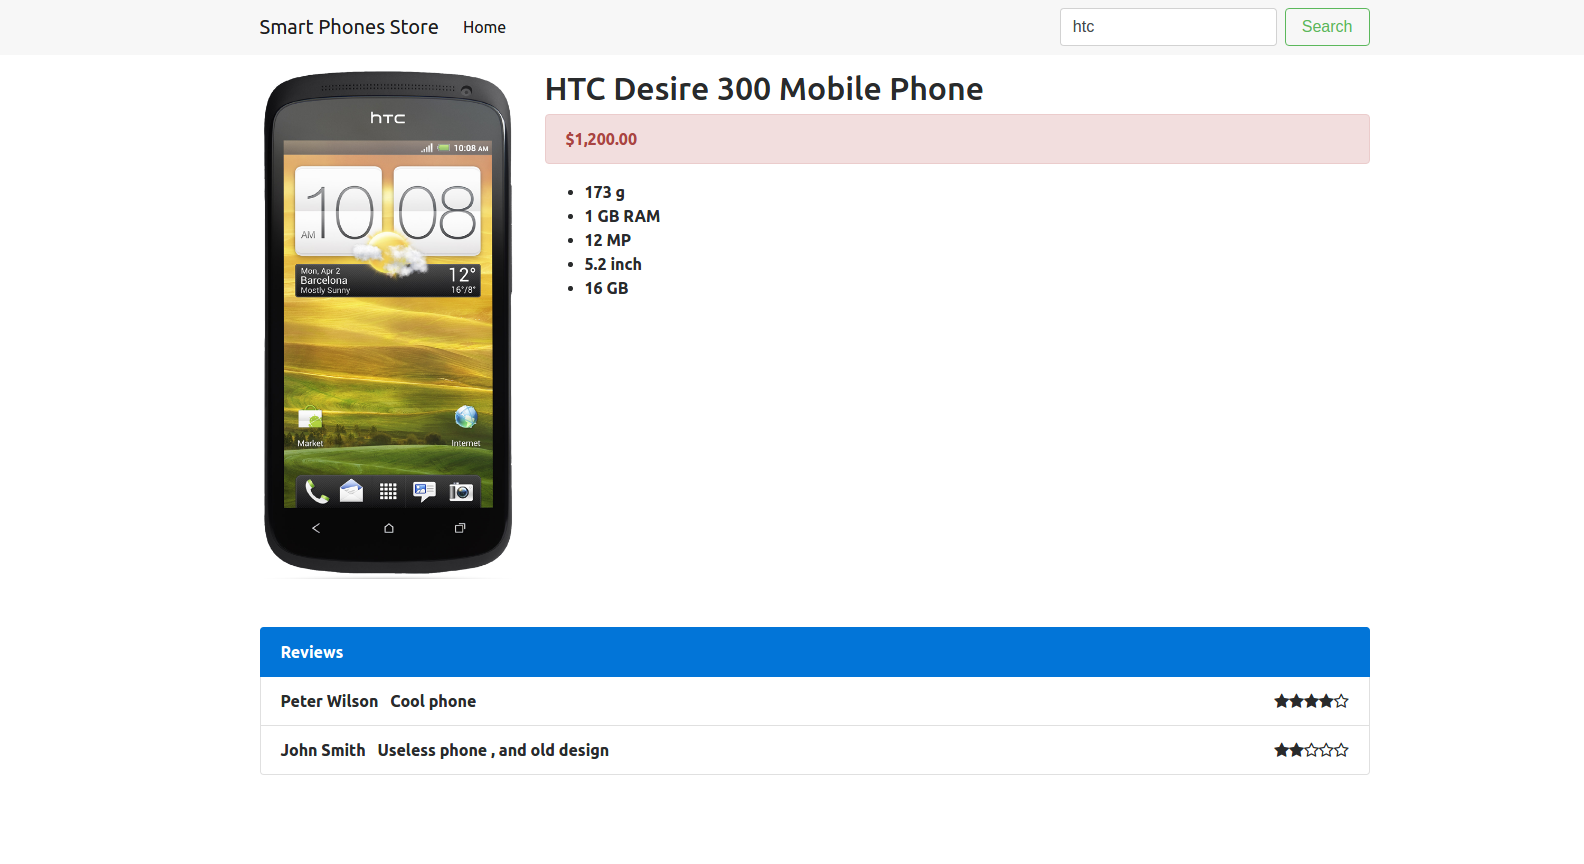 Smart Phones Store Home htc Search
HTC Desire 300 Mobile Phone
$1,200.00
173 g
1 GB RAM
12 MP
5.2 inch
16 GB
hTC
10:08 AM
10 08
AM
Mon, Apr 2
Barcelona
Mostly Sunny
12°
16°/8°
Market
Internet
Reviews
Peter Wilson Cool phone
John Smith Useless phone , and old design